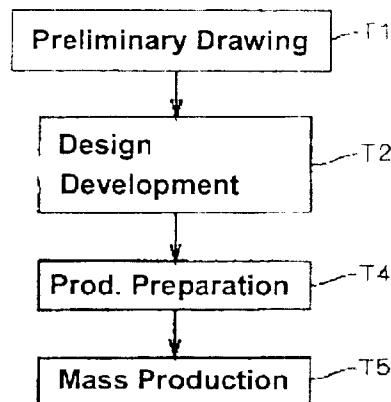 Preliminary Drawing
T1
Design
Development
T2
Prod. Preparation
T4
Mass Production
T5